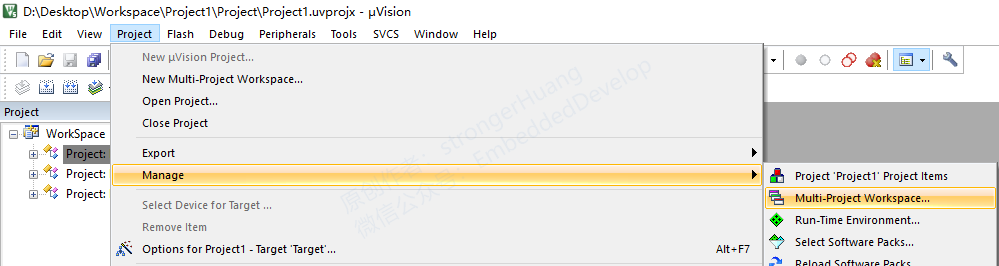 D:\Desktop\Workspace\Project1\Project\Project1.uvprojx - µVision
File Edit View Project Flash Debug Peripherals Tools SVCS Window Help
New µVision Project...
New Multi-Project Workspace...
Open Project...
Close Project
Export
Manage
Select Device for Target ...
Remove Item
Options for Project1 - Target 'Target'... Alt+F7
Project
WorkSpace
Project:
Project:
Project:
Project 'Project1' Project Items
Multi-Project Workspace...
Run-Time Environment...
Select Software Packs...
Reload Software Packs...
原创作者：strongerHuang
微信公众号：EmbeddedDevelop